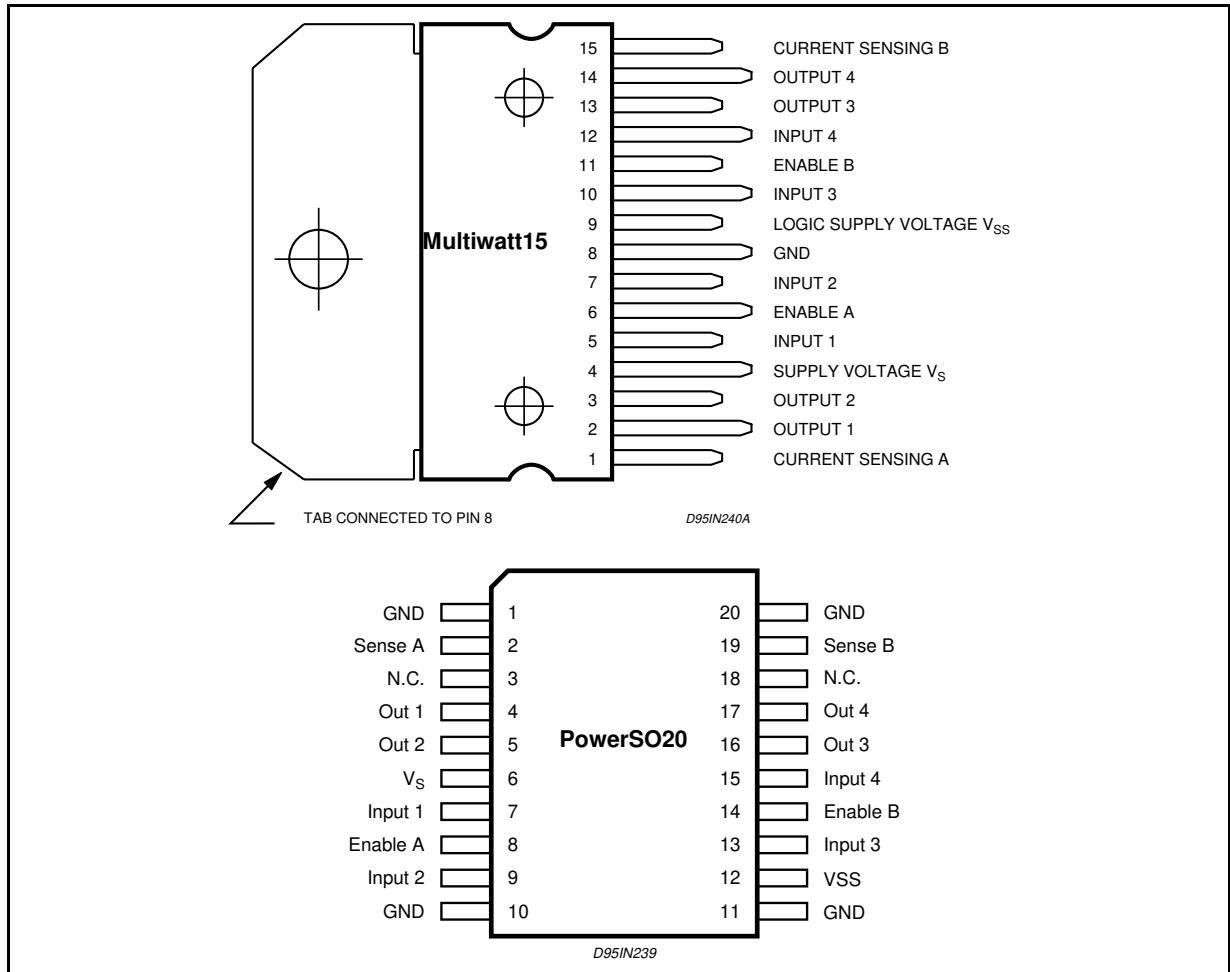 15 CURRENT SENSING B
14 OUTPUT 4
13 OUTPUT 3
12 INPUT 4
11 ENABLE B
10 INPUT 3
9 LOGIC SUPPLY VOLTAGE VSS
Multiwatt15
8 GND
7 INPUT 2
6 ENABLE A
5 INPUT 1
4 SUPPLY VOLTAGE VS
3 OUTPUT 2
2 OUTPUT 1
1 CURRENT SENSING A
TAB CONNECTED TO PIN 8
D95IN240A
GND 1 20 GND
Sense A 2 19 Sense B
N.C. 3 18 N.C.
Out 1 4 17 Out 4
PowerSO20
Out 2 5 16 Out 3
VS 6 15 Input 4
Input 1 7 14 Enable B
Enable A 8 13 Input 3
Input 2 9 12 VSS
GND 10 11 GND
D95IN239